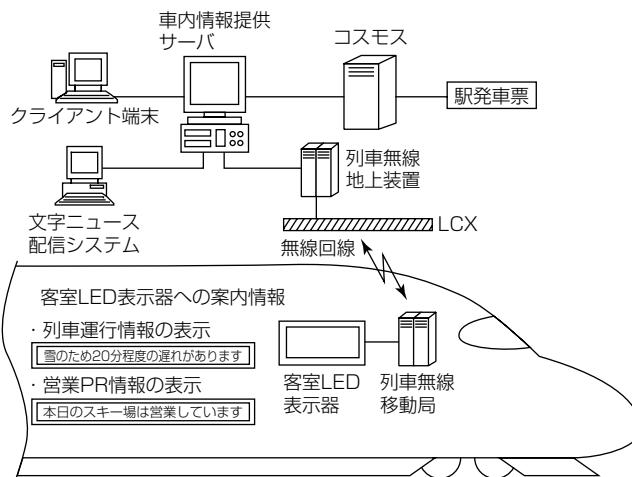 車内情報提供
サーバ
コスモス
クライアント端末
駅発車票
列車無線
地上装置
文字ニュース
配信システム
LCX
無線回線
客室LED表示器への案内情報
・列車運行情報の表示
雪のため20分程度の遅れがあります
・営業PR情報の表示
本日のスキー場は営業しています
客室LED
表示器
列車無線
移動局